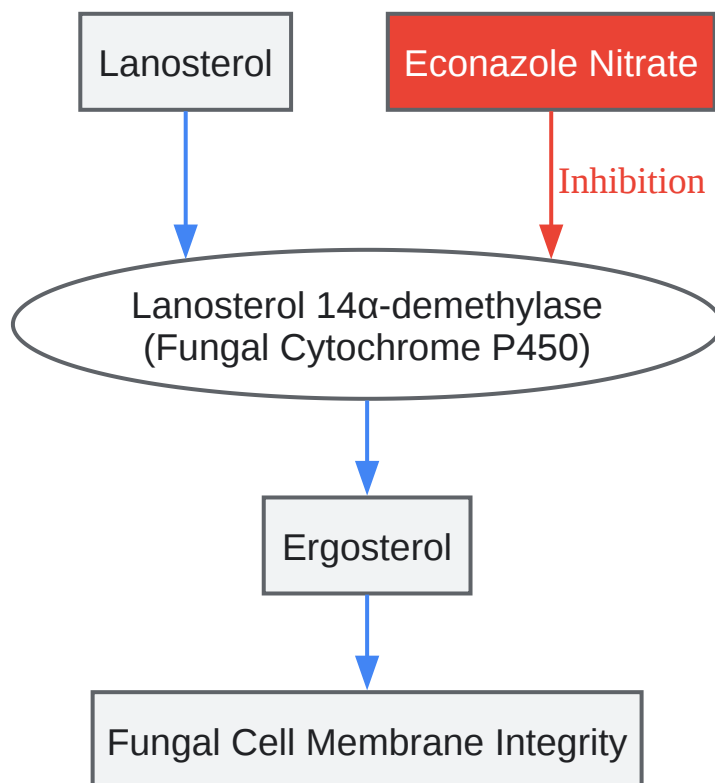 Lanosterol
Econazole Nitrate
Inhibition
Lanosterol 14α-demethylase
(Fungal Cytochrome P450)
Ergosterol
Fungal Cell Membrane Integrity